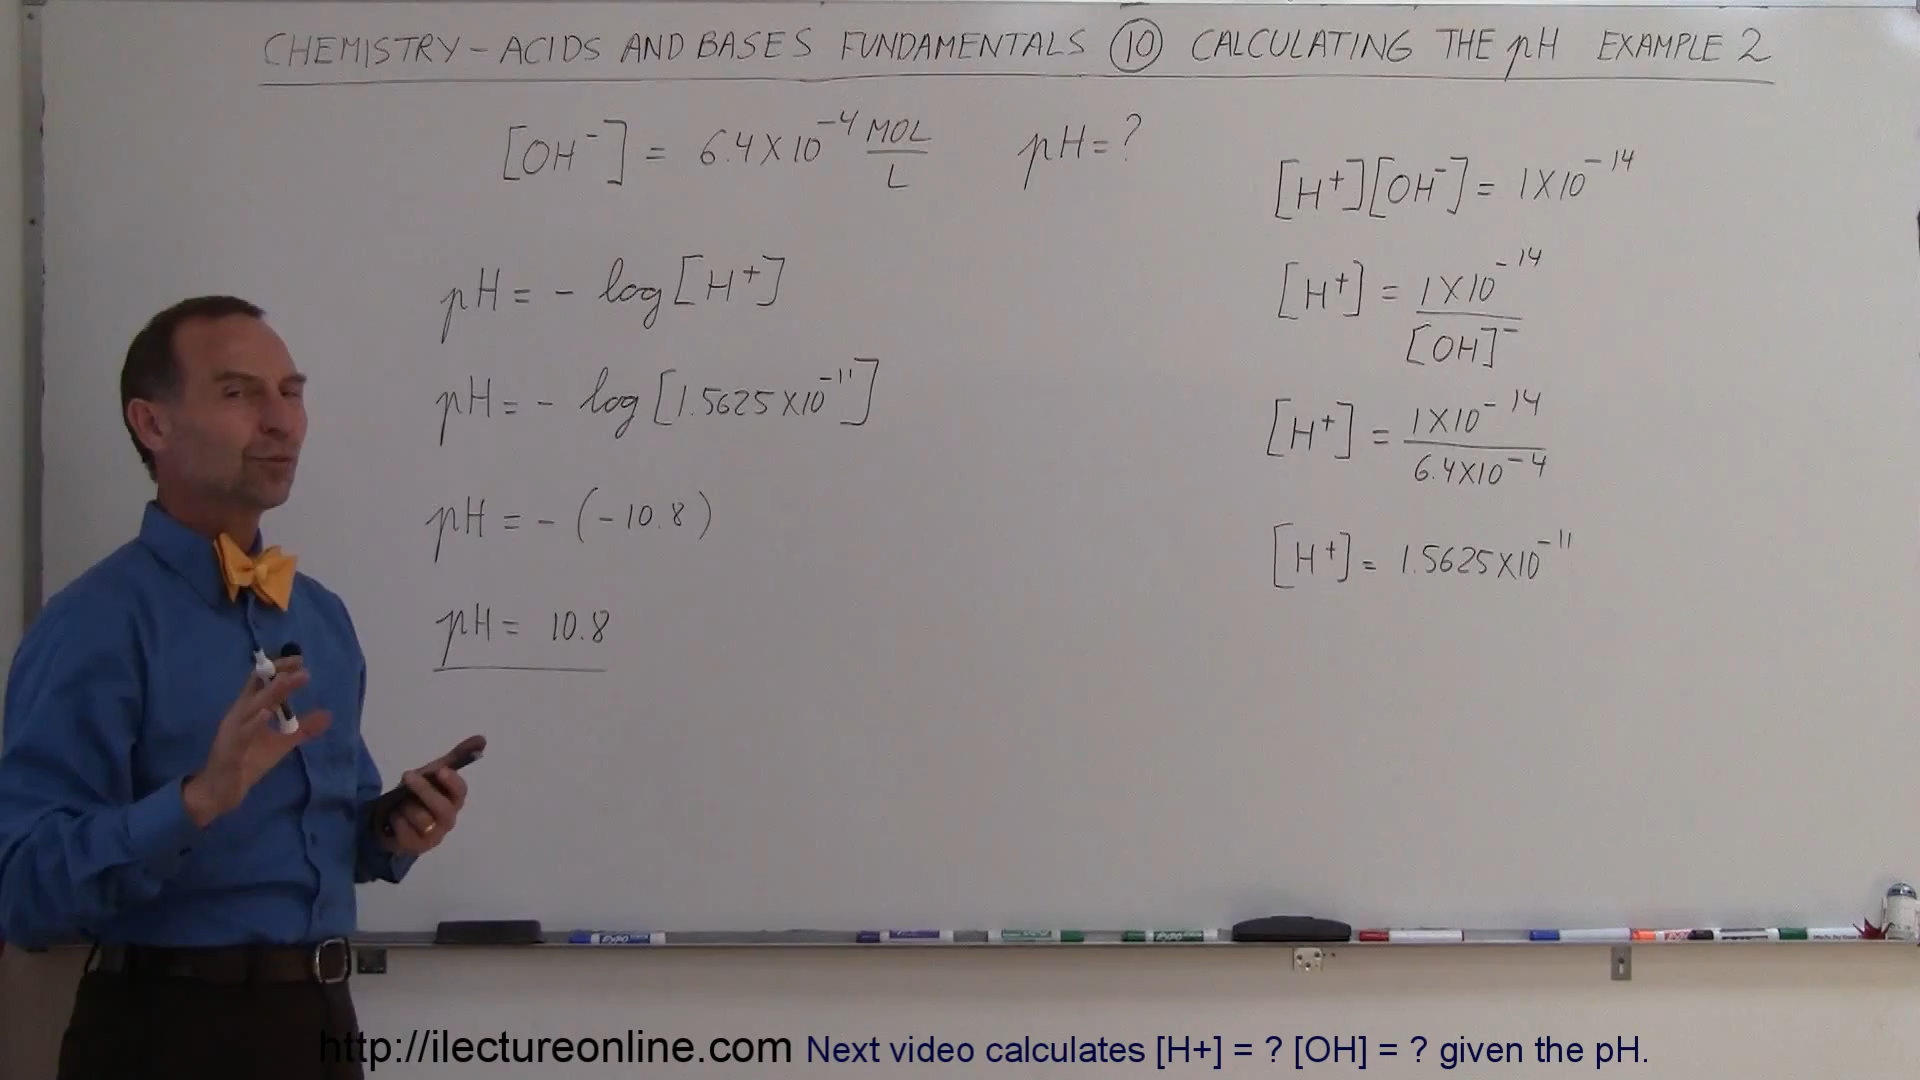 CHEMISTRY - ACIDS AND BASES FUNDAMENTALS ⑩ CALCULATING THE pH EXAMPLE 2
[OH⁻] = 6.4 X 10⁻⁴ MOL/L pH = ?
pH = - log [H⁺]
pH = - log [1.5625 X 10⁻¹¹]
pH = - (-10.8)
pH = 10.8
[H⁺][OH⁻] = 1 X 10⁻¹⁴
[H⁺] = 1 X 10⁻¹⁴ / [OH]⁻
[H⁺] = 1 X 10⁻¹⁴ / 6.4 X 10⁻⁴
[H⁺] = 1.5625 X 10⁻¹¹
EXPO
http://ilectureonline.com Next video calculates [H+] = ? [OH] = ? given the pH.